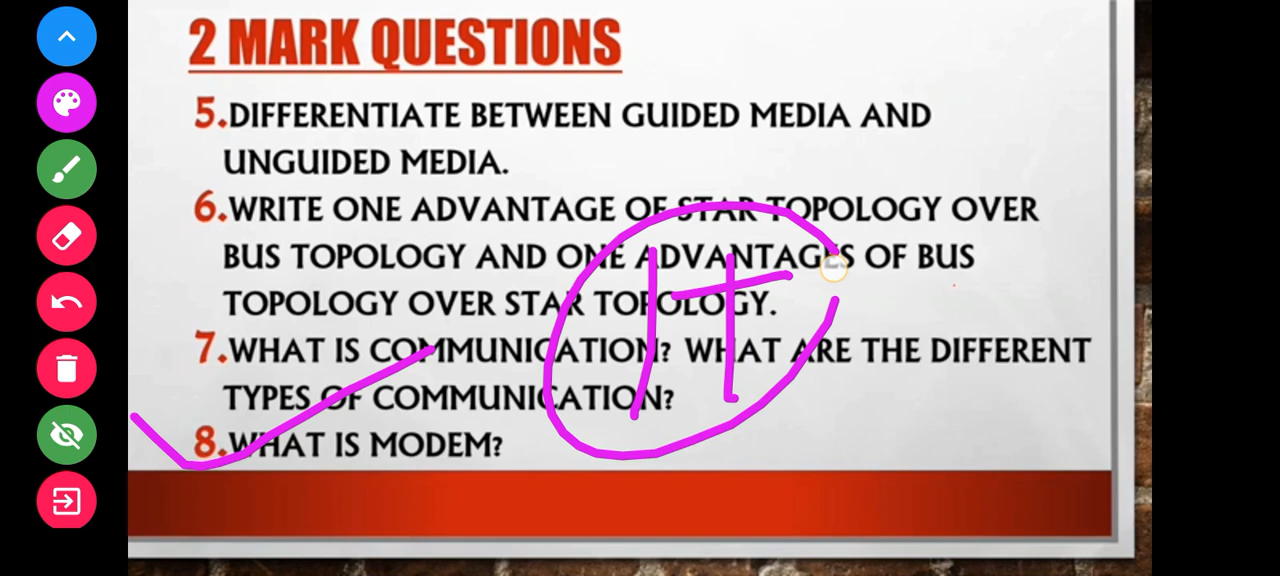 2 MARK QUESTIONS
5.DIFFERENTIATE BETWEEN GUIDED MEDIA AND
UNGUIDED MEDIA.
6.WRITE ONE ADVANTAGE OF STAR TOPOLOGY OVER
BUS TOPOLOGY AND ONE ADVANTAGES OF BUS
TOPOLOGY OVER STAR TOPOLOGY.
7.WHAT IS COMMUNICATION? WHAT ARE THE DIFFERENT
TYPES OF COMMUNICATION?
8.WHAT IS MODEM?